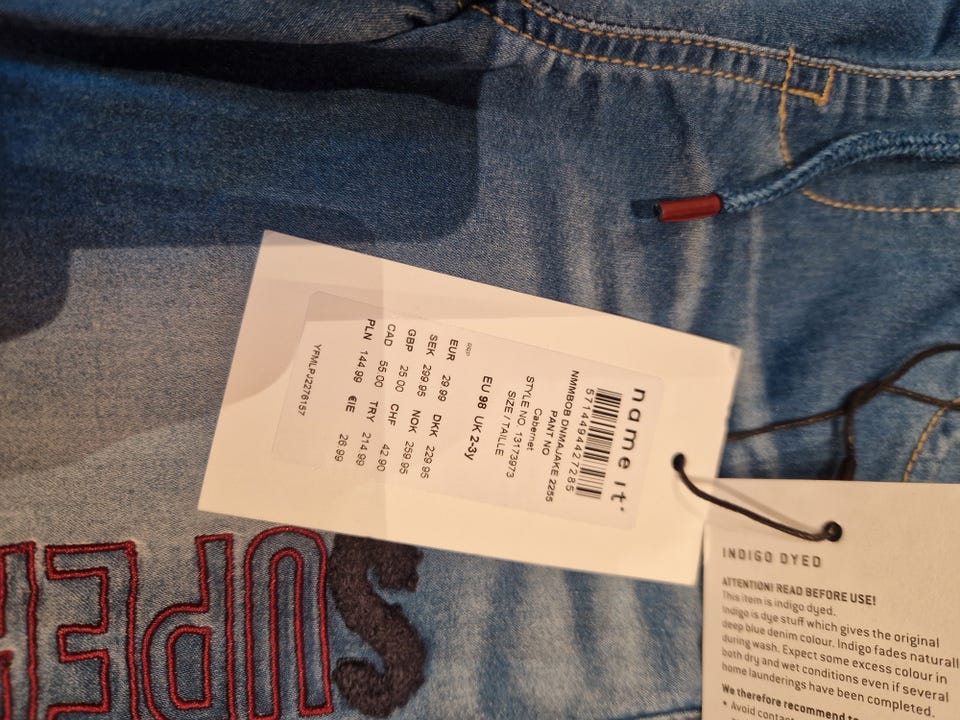 name it®
5714494427285
NMMBOB DNMAJAKE 2255
PANT NO
Cabernet
STYLE NO. 13173973
SIZE / TAILLE
EU 98 UK 2-3y
RRP
EUR 29.99 DKK 229.95
SEK 299.95 NOK 259.95
GBP 25.00 CHF 42.90
CAD 55.00 TRY 214.99
PLN 144.99 €IE 26.99
YFMLPJ2276157
INDIGO DYED
ATTENTION! READ BEFORE USE!
This item is indigo dyed.
Indigo is dye stuff which gives the original
deep blue denim colour. Indigo fades naturall
during wash. Expect some excess colour in
both dry and wet conditions even if several
home launderings have been completed.
We therefore recommend to
• Avoid conta
SUPE